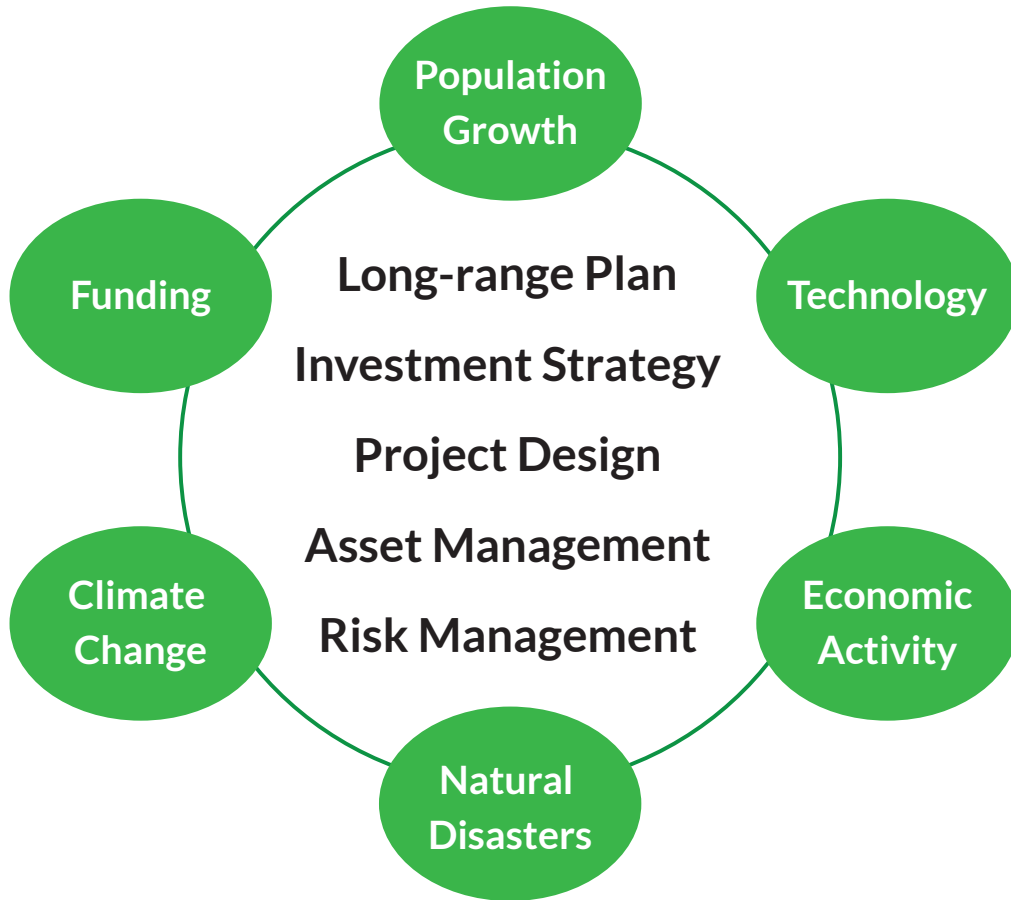 Population
Growth
Funding
Technology
Long-range Plan
Investment Strategy
Project Design
Asset Management
Risk Management
Climate
Change
Economic
Activity
Natural
Disasters